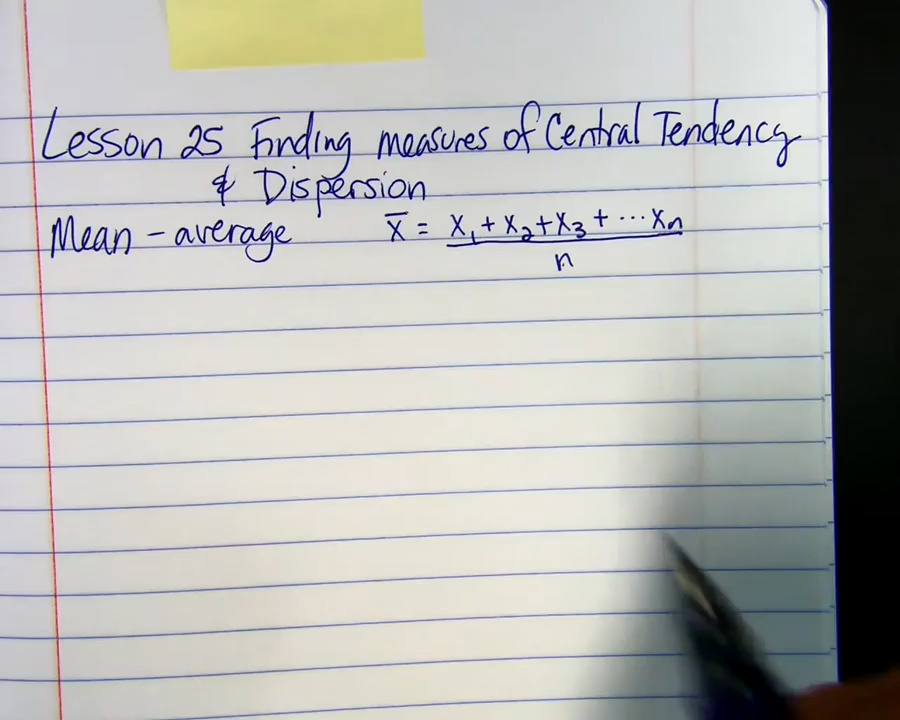 Lesson 25 Finding measures of Central Tendency
& Dispersion
Mean - average x̄ = x₁ + x₂ + x₃ + ⋯ xₙ
n